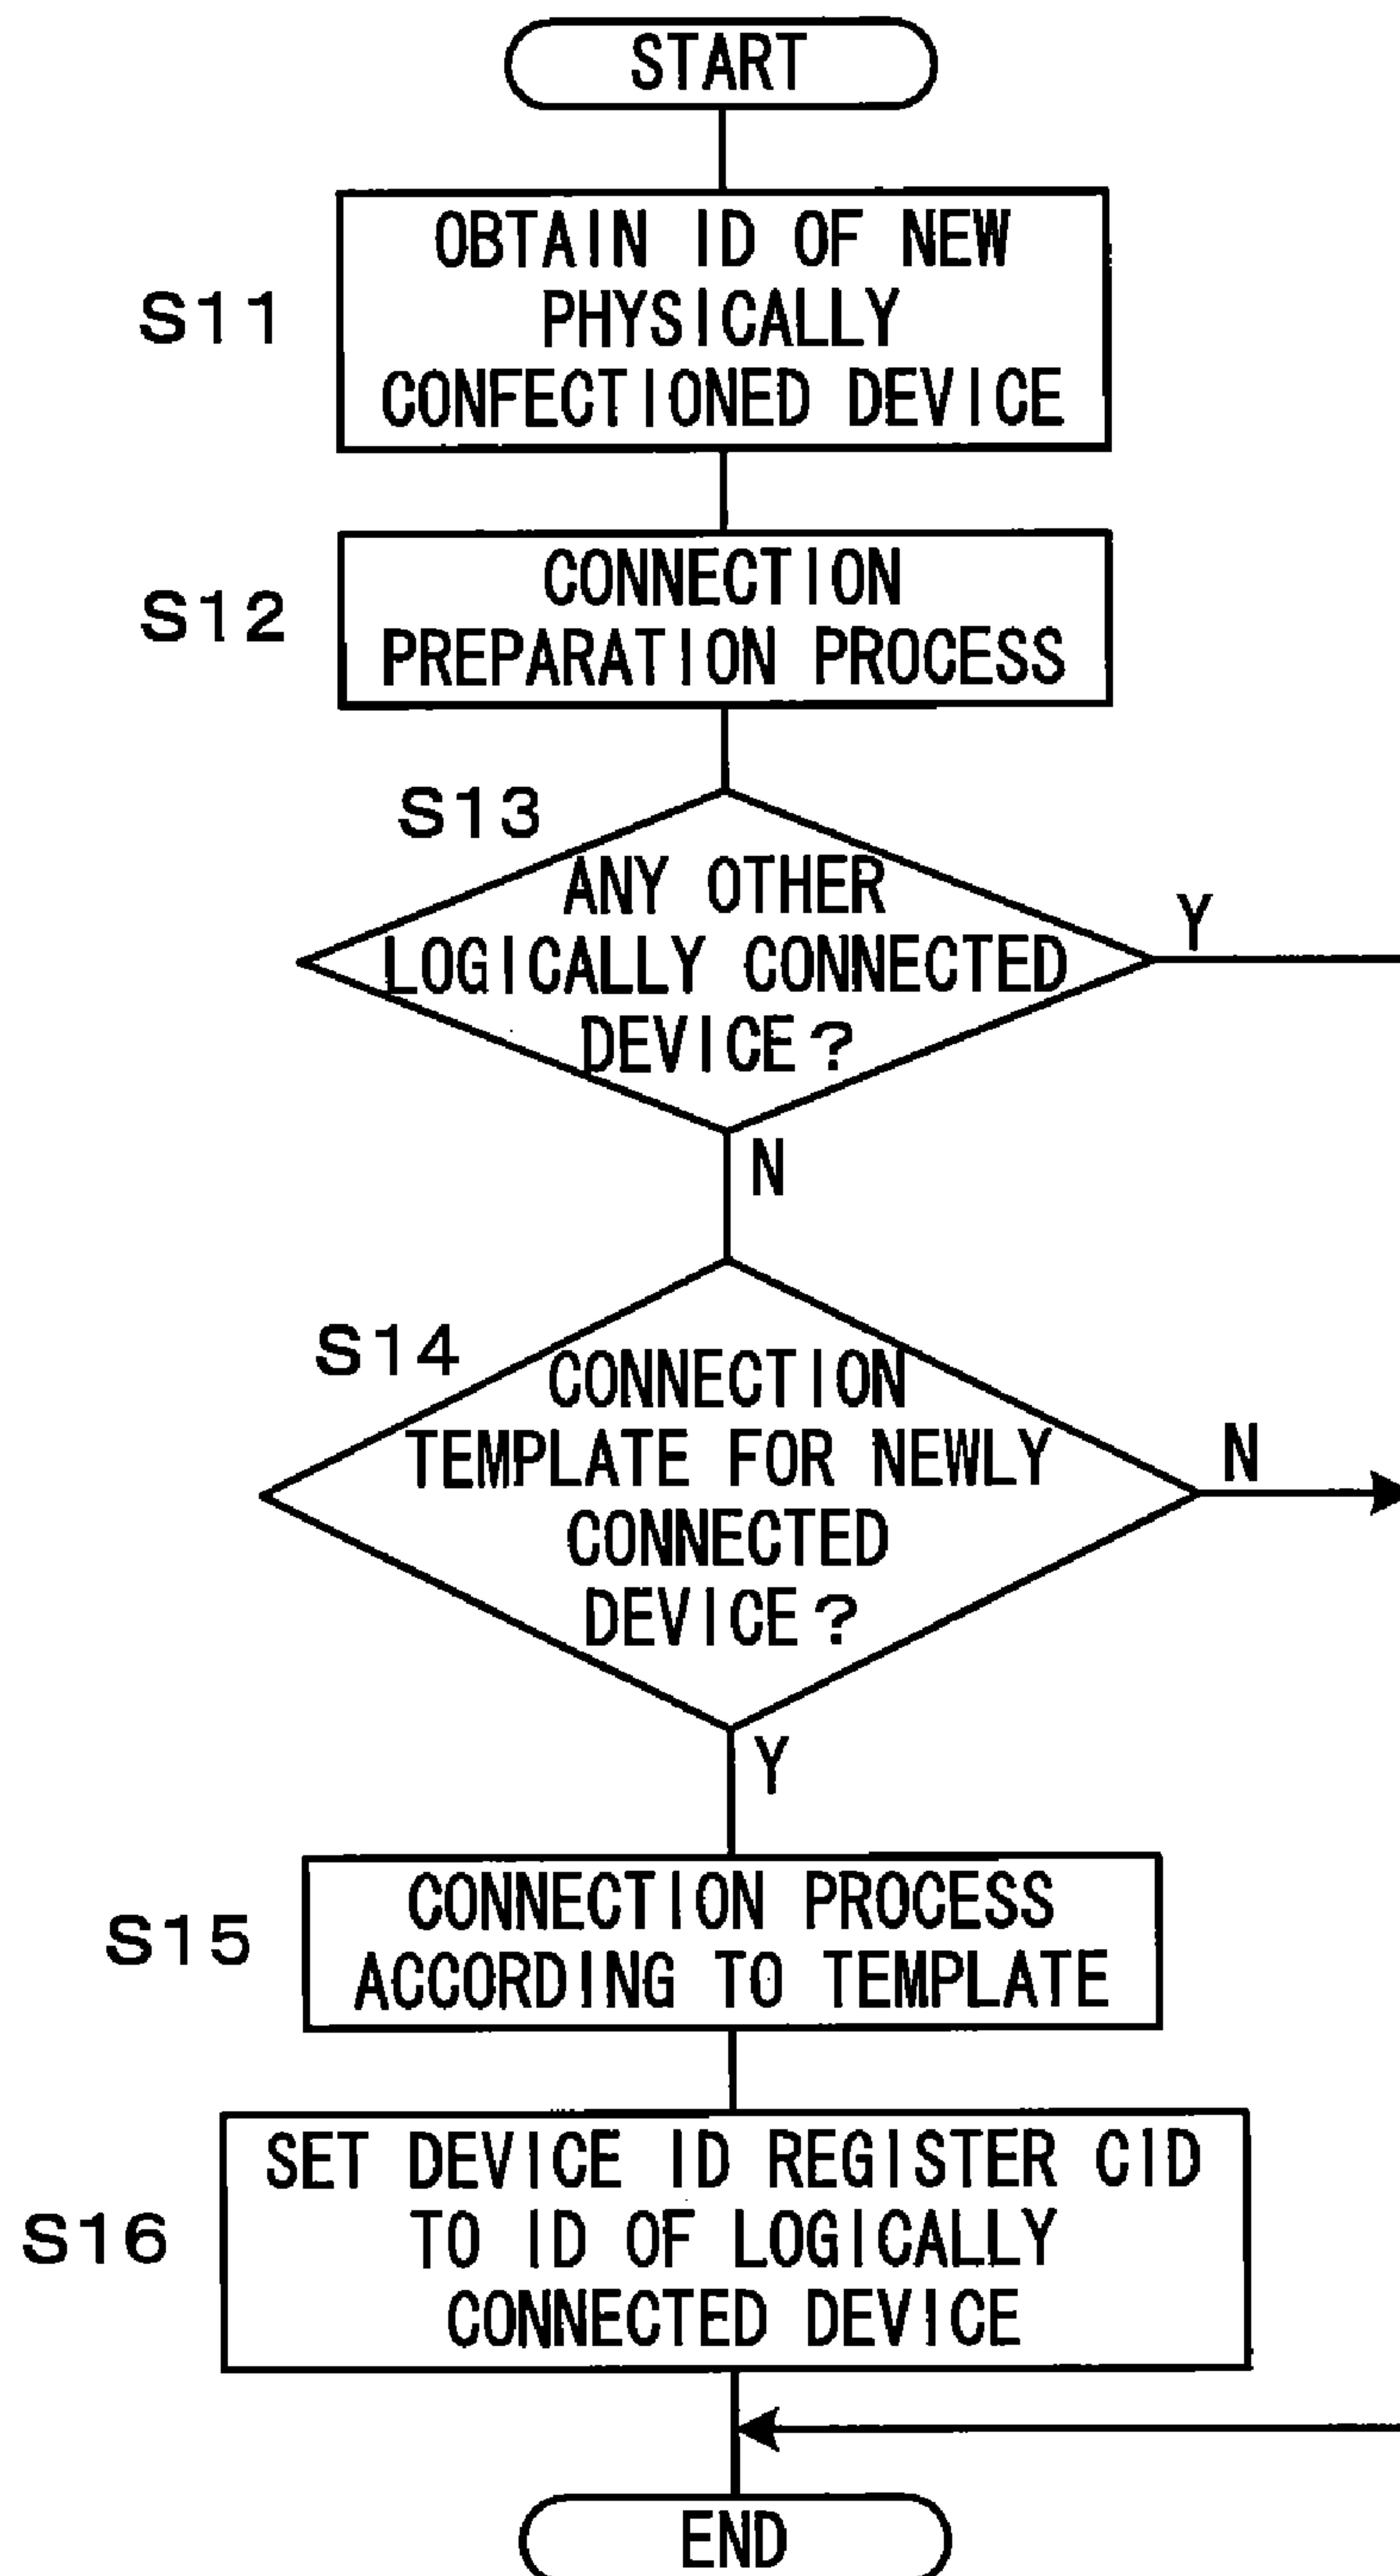 START
S11
OBTAIN ID OF NEW
PHYSICALLY
CONFECTIONED DEVICE
S12
CONNECTION
PREPARATION PROCESS
S13
ANY OTHER
LOGICALLY CONNECTED
DEVICE?
Y
N
S14
CONNECTION
TEMPLATE FOR NEWLY
CONNECTED
DEVICE?
N
Y
S15
CONNECTION PROCESS
ACCORDING TO TEMPLATE
S16
SET DEVICE ID REGISTER CID
TO ID OF LOGICALLY
CONNECTED DEVICE
END